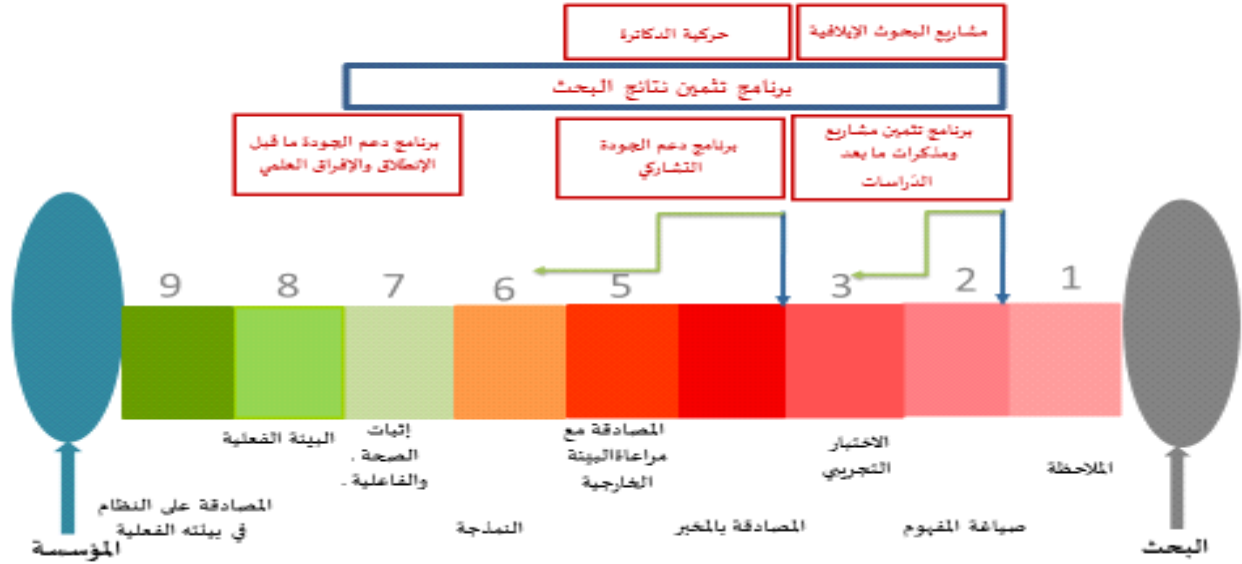 مشاريع البحوث الإيلافية
حركية الدكاترة
برنامج تثمين نتائج البحث
برنامج تثمين مشاريع
ومذكرات ما بعد
الدّراسات
برنامج دعم الجودة
التشاركي
برنامج دعم الجودة ما قبل
الإنطلاق والإفراق العلمي
1
2
3
5
6
7
8
9
الملاحظة
صياغة المفهوم
الاختبار
التجريبي
المصادقة بالمخبر
المصادقة مع
مراعاةالبيئة
الخارجية
النمذجة
إثبات
الصحة .
والفاعلية .
البيئة الفعلية
المصادقة على النظام
في بيئته الفعلية
البحث
المؤسسة